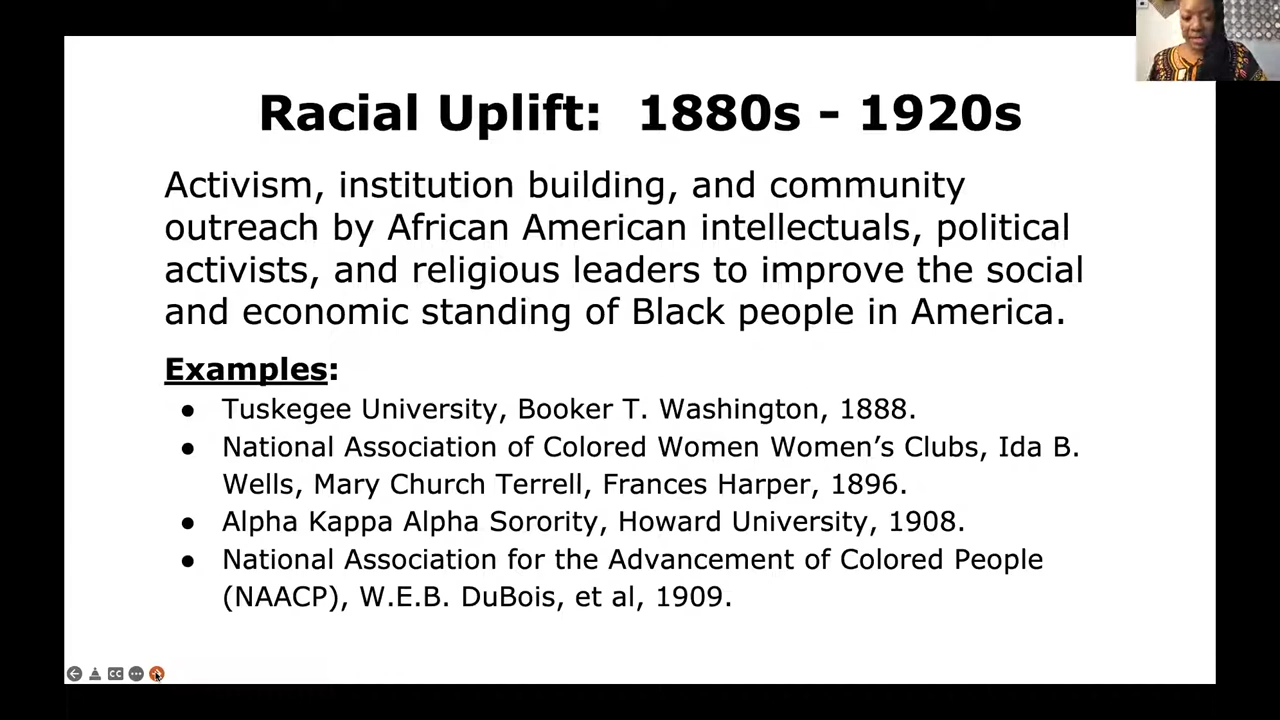 Racial Uplift: 1880s - 1920s
Activism, institution building, and community
outreach by African American intellectuals, political
activists, and religious leaders to improve the social
and economic standing of Black people in America.
Examples:
● Tuskegee University, Booker T. Washington, 1888.
● National Association of Colored Women Women’s Clubs, Ida B.
Wells, Mary Church Terrell, Frances Harper, 1896.
● Alpha Kappa Alpha Sorority, Howard University, 1908.
● National Association for the Advancement of Colored People
(NAACP), W.E.B. DuBois, et al, 1909.
CC